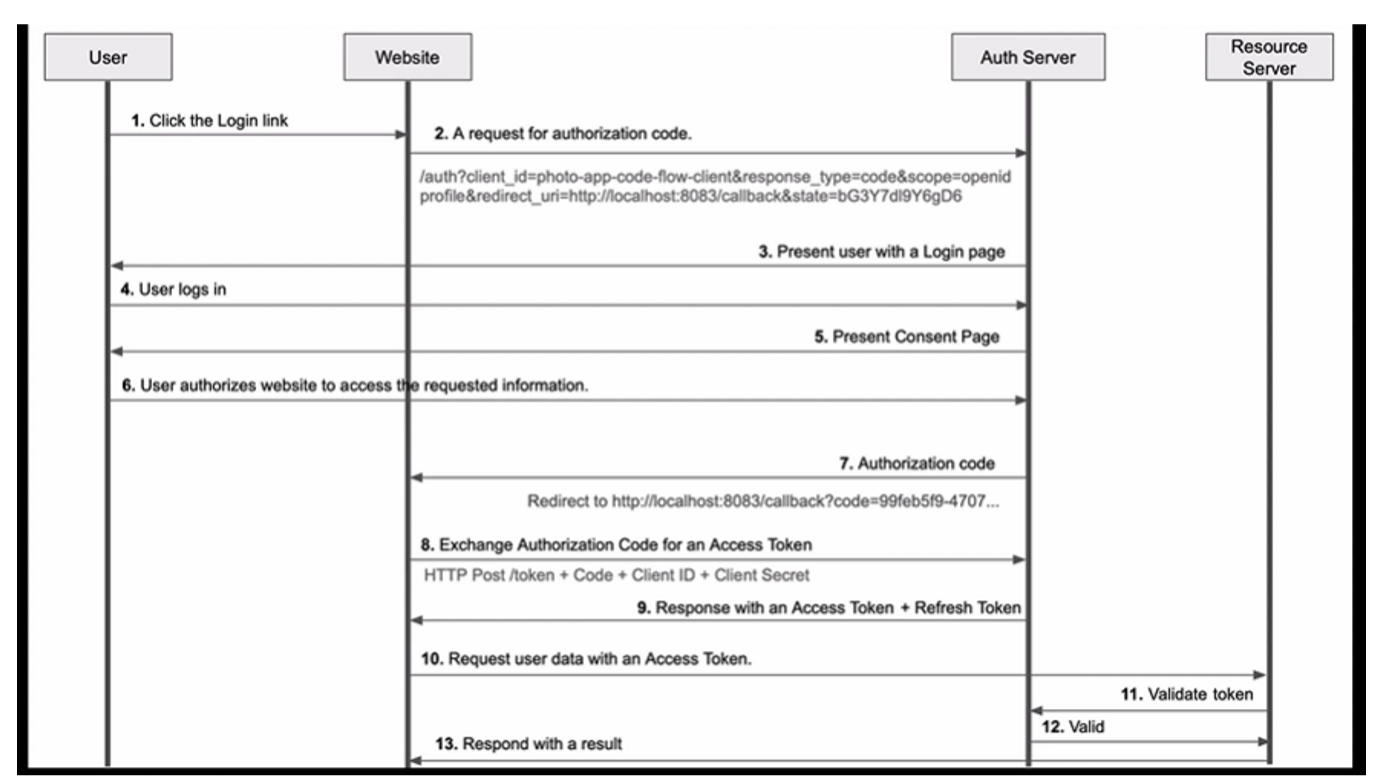 User
Website
Auth Server
Resource
Server
1. Click the Login link
2. A request for authorization code.
/auth?client_id=photo-app-code-flow-client&response_type=code&scope=openid
profile&redirect_uri=http://localhost:8083/callback&state=bG3Y7dl9Y6gD6
3. Present user with a Login page
4. User logs in
5. Present Consent Page
6. User authorizes website to access the requested information.
7. Authorization code
Redirect to http://localhost:8083/callback?code=99feb5f9-4707...
8. Exchange Authorization Code for an Access Token
HTTP Post /token + Code + Client ID + Client Secret
9. Response with an Access Token + Refresh Token
10. Request user data with an Access Token.
11. Validate token
12. Valid
13. Respond with a result